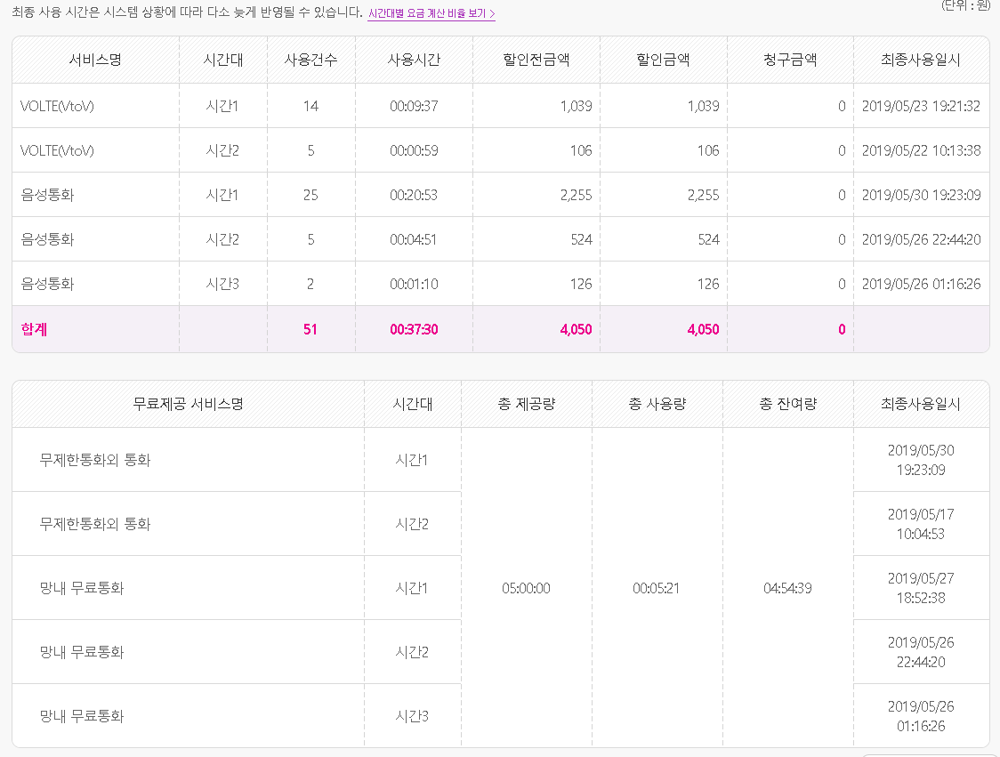 최종 사용 시간은 시스템 상황에 따라 다소 늦게 반영될 수 있습니다. 시간대별 요금 계산 비율 보기 >
(단위 : 원)
서비스명 시간대 사용건수 사용시간 할인전금액 할인금액 청구금액 최종사용일시
VOLTE(VtoV) 시간1 14 00:09:37 1,039 1,039 0 2019/05/23 19:21:32
VOLTE(VtoV) 시간2 5 00:00:59 106 106 0 2019/05/22 10:13:38
음성통화 시간1 25 00:20:53 2,255 2,255 0 2019/05/30 19:23:09
음성통화 시간2 5 00:04:51 524 524 0 2019/05/26 22:44:20
음성통화 시간3 2 00:01:10 126 126 0 2019/05/26 01:16:26
합계 51 00:37:30 4,050 4,050 0
무료제공 서비스명 시간대 총 제공량 총 사용량 총 잔여량 최종사용일시
무제한통화외 통화 시간1 2019/05/30
19:23:09
무제한통화외 통화 시간2 2019/05/17
10:04:53
망내 무료통화 시간1 05:00:00 00:05:21 04:54:39 2019/05/27
18:52:38
망내 무료통화 시간2 2019/05/26
22:44:20
망내 무료통화 시간3 2019/05/26
01:16:26